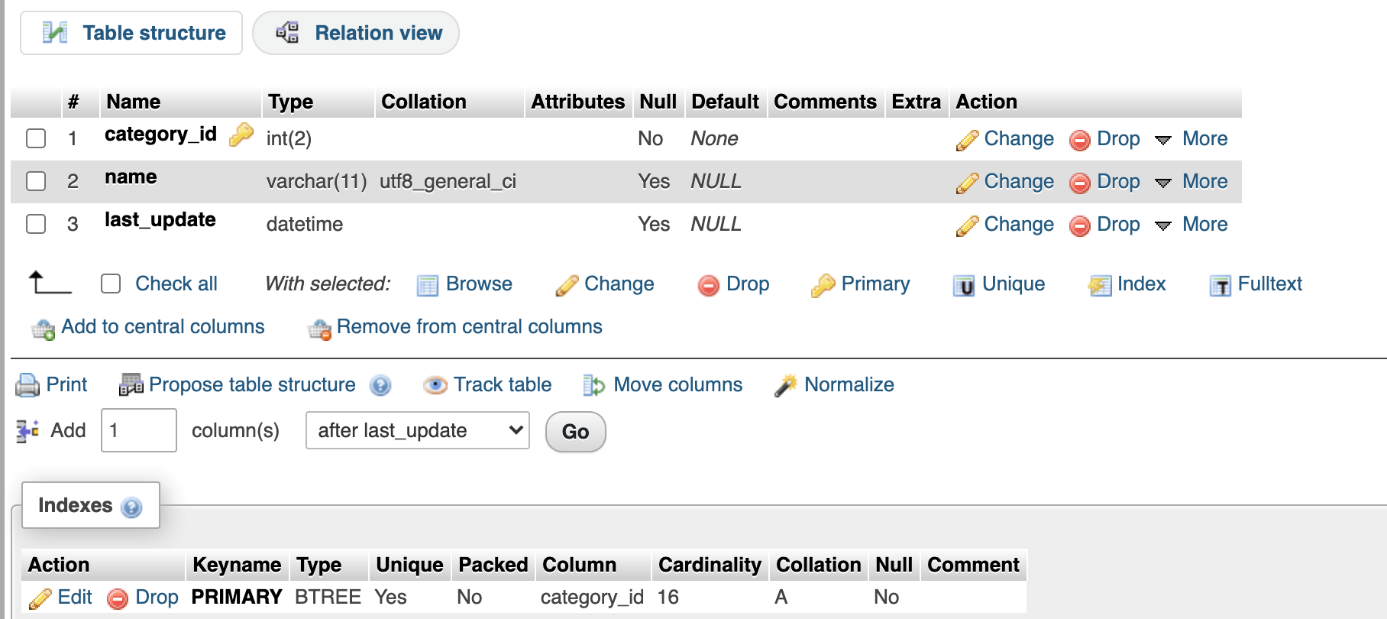 Table structure Relation view
# Name Type Collation Attributes Null Default Comments Extra Action
1 category_id int(2) No None Change Drop More
2 name varchar(11) utf8_general_ci Yes NULL Change Drop More
3 last_update datetime Yes NULL Change Drop More
Check all With selected: Browse Change Drop Primary Unique Index Fulltext
Add to central columns Remove from central columns
Print Propose table structure Track table Move columns Normalize
Add 1 column(s) after last_update Go
Indexes
Action Keyname Type Unique Packed Column Cardinality Collation Null Comment
Edit Drop PRIMARY BTREE Yes No category_id 16 A No